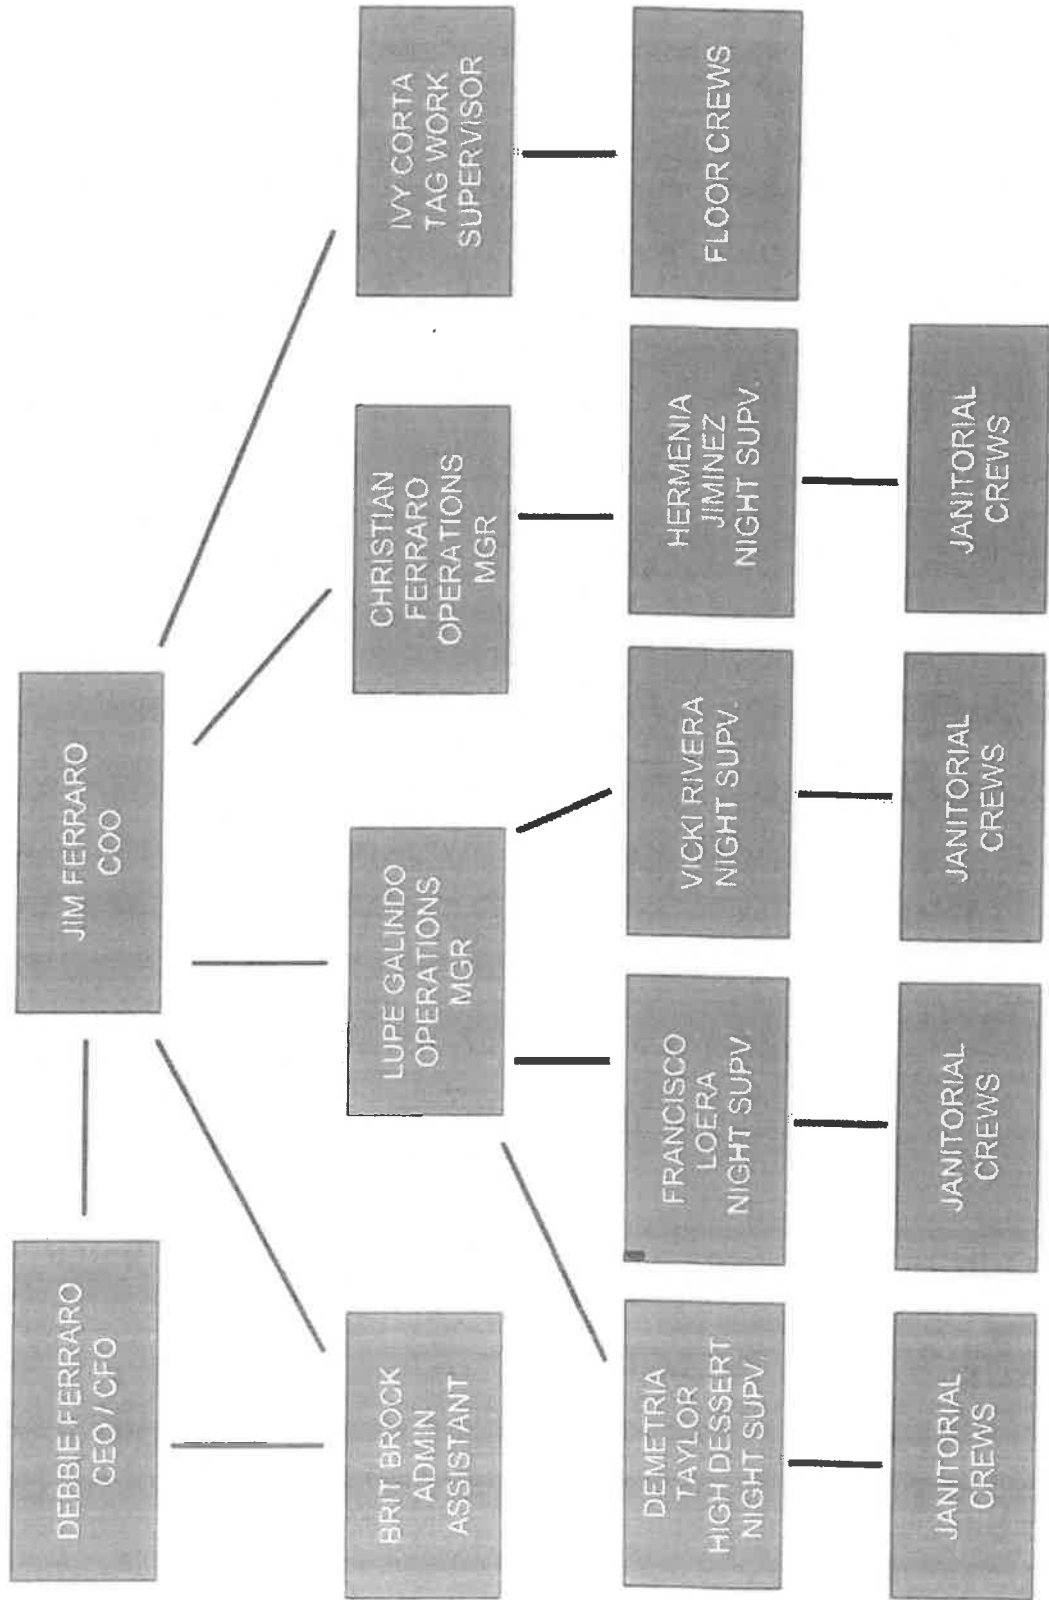 DEBBIE FERRARO
CEO / CFO
JIM FERRARO
COO
BRIT BROCK
ADMIN
ASSISTANT
LUPE GALINDO
OPERATIONS
MGR
CHRISTIAN
FERRARO
OPERATIONS
MGR
IVY CORTA
TAG WORK
SUPERVISOR
DEMETRIA
TAYLOR
HIGH DESSERT
NIGHT SUPV.
FRANCISCO
LOERA
NIGHT SUPV.
VICKI RIVERA
NIGHT SUPV.
HERMENIA
JIMINEZ
NIGHT SUPV.
FLOOR CREWS
JANITORIAL
CREWS
JANITORIAL
CREWS
JANITORIAL
CREWS
JANITORIAL
CREWS